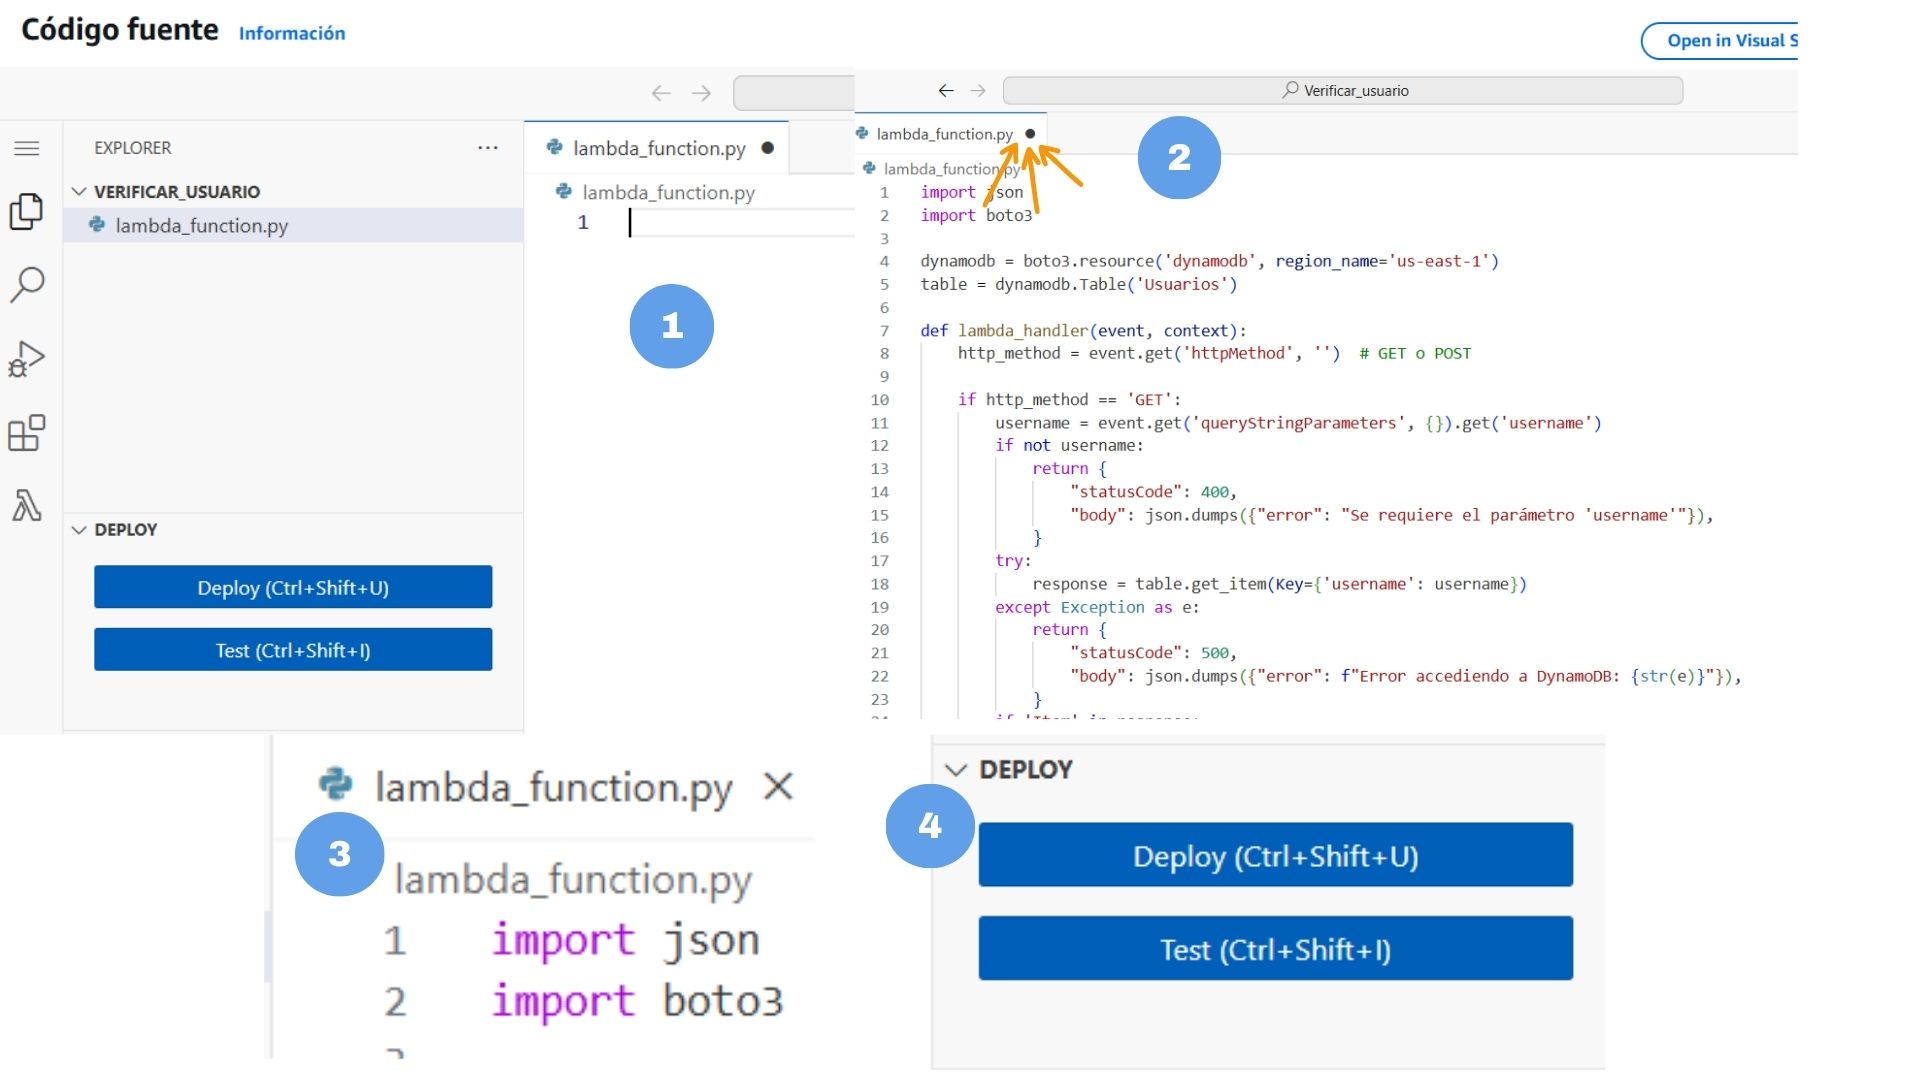 Código fuente Información
Open in Visual S
EXPLORER ...
VERIFICAR_USUARIO
lambda_function.py
DEPLOY
Deploy (Ctrl+Shift+U)
Test (Ctrl+Shift+I)
lambda_function.py
lambda_function.py
1
1
Verificar_usuario
lambda_function.py
2
lambda_function.py
1 import json
2 import boto3
3
4 dynamodb = boto3.resource('dynamodb', region_name='us-east-1')
5 table = dynamodb.Table('Usuarios')
6
7 def lambda_handler(event, context):
8 http_method = event.get('httpMethod', '') # GET o POST
9
10 if http_method == 'GET':
11 username = event.get('queryStringParameters', {}).get('username')
12 if not username:
13 return {
14 "statusCode": 400,
15 "body": json.dumps({"error": "Se requiere el parámetro 'username'"}),
16 }
17 try:
18 response = table.get_item(Key={'username': username})
19 except Exception as e:
20 return {
21 "statusCode": 500,
22 "body": json.dumps({"error": f"Error accediendo a DynamoDB: {str(e)}"}),
23 }
lambda_function.py
3
lambda_function.py
1 import json
2 import boto3
DEPLOY
4
Deploy (Ctrl+Shift+U)
Test (Ctrl+Shift+I)